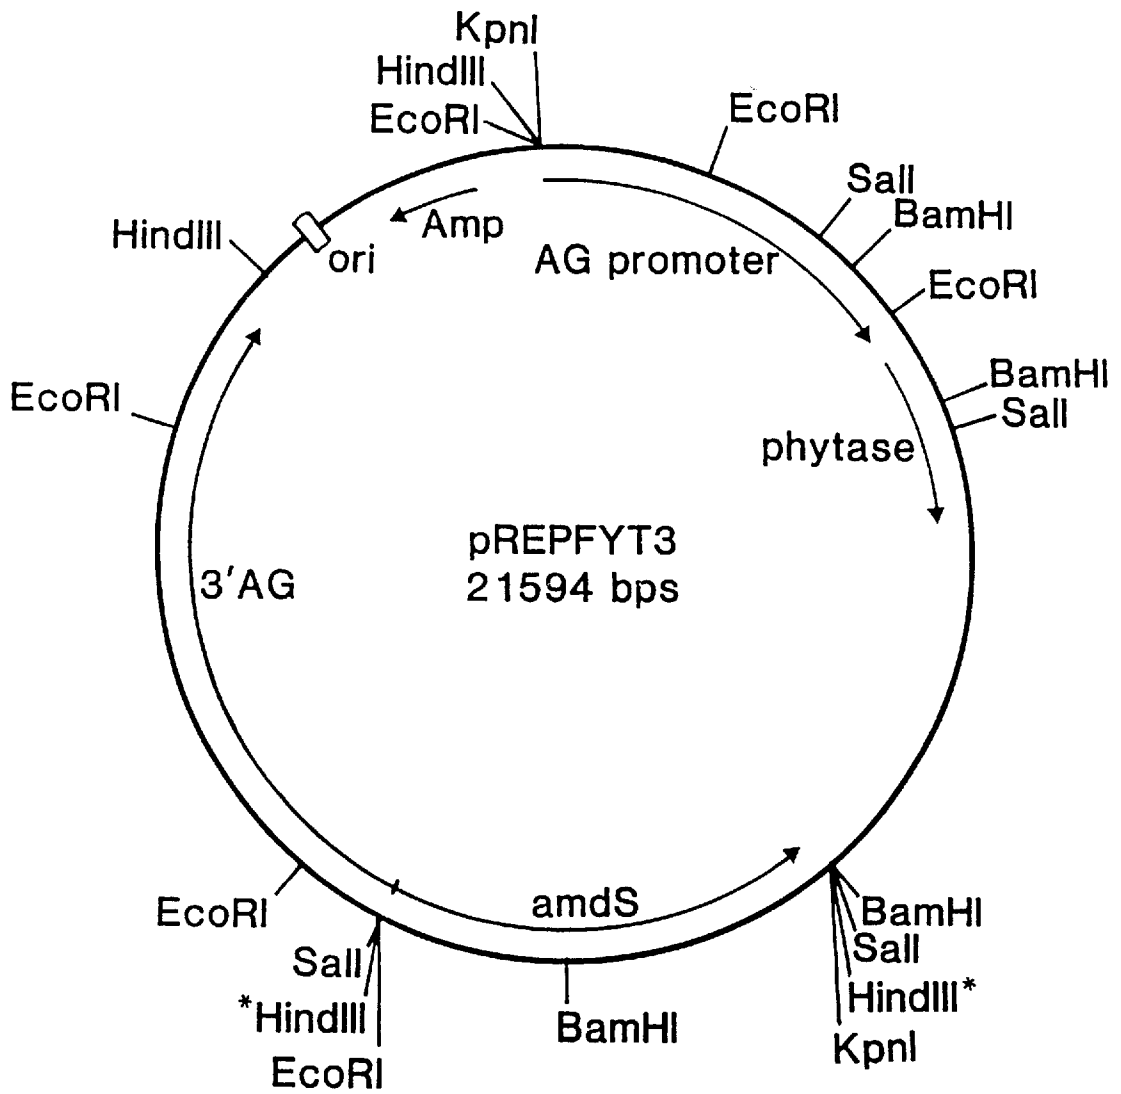 KpnI
HindIII
EcoRI
EcoRI
SalI
BamHI
HindIII
ori
Amp
AG promoter
EcoRI
EcoRI
BamHI
SalI
phytase
pREPFYT3
21594 bps
3'AG
amdS
EcoRI
BamHI
SalI
SalI
HindIII*
*HindIII
BamHI
KpnI
EcoRI